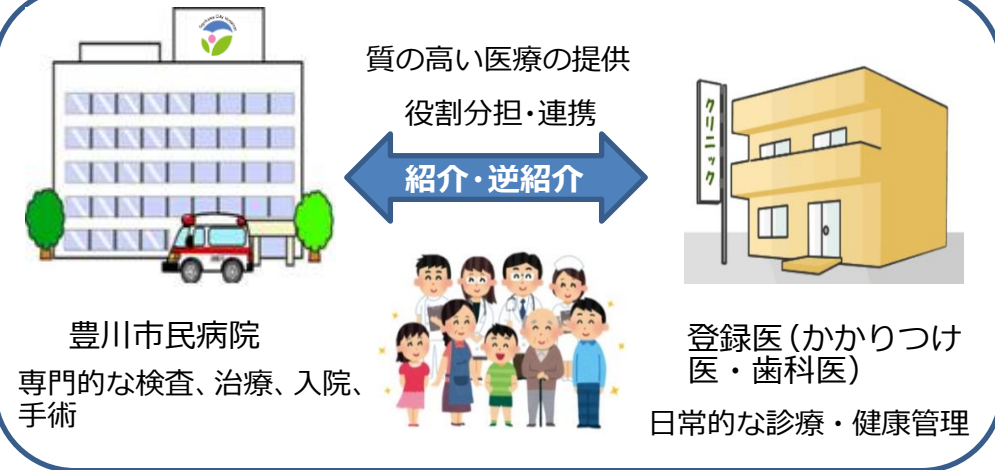 質の高い医療の提供
役割分担・連携
紹介・逆紹介
クリニック
豊川市民病院
専門的な検査、治療、入院、
手術
登録医（かかりつけ
医・歯科医）
日常的な診療・健康管理